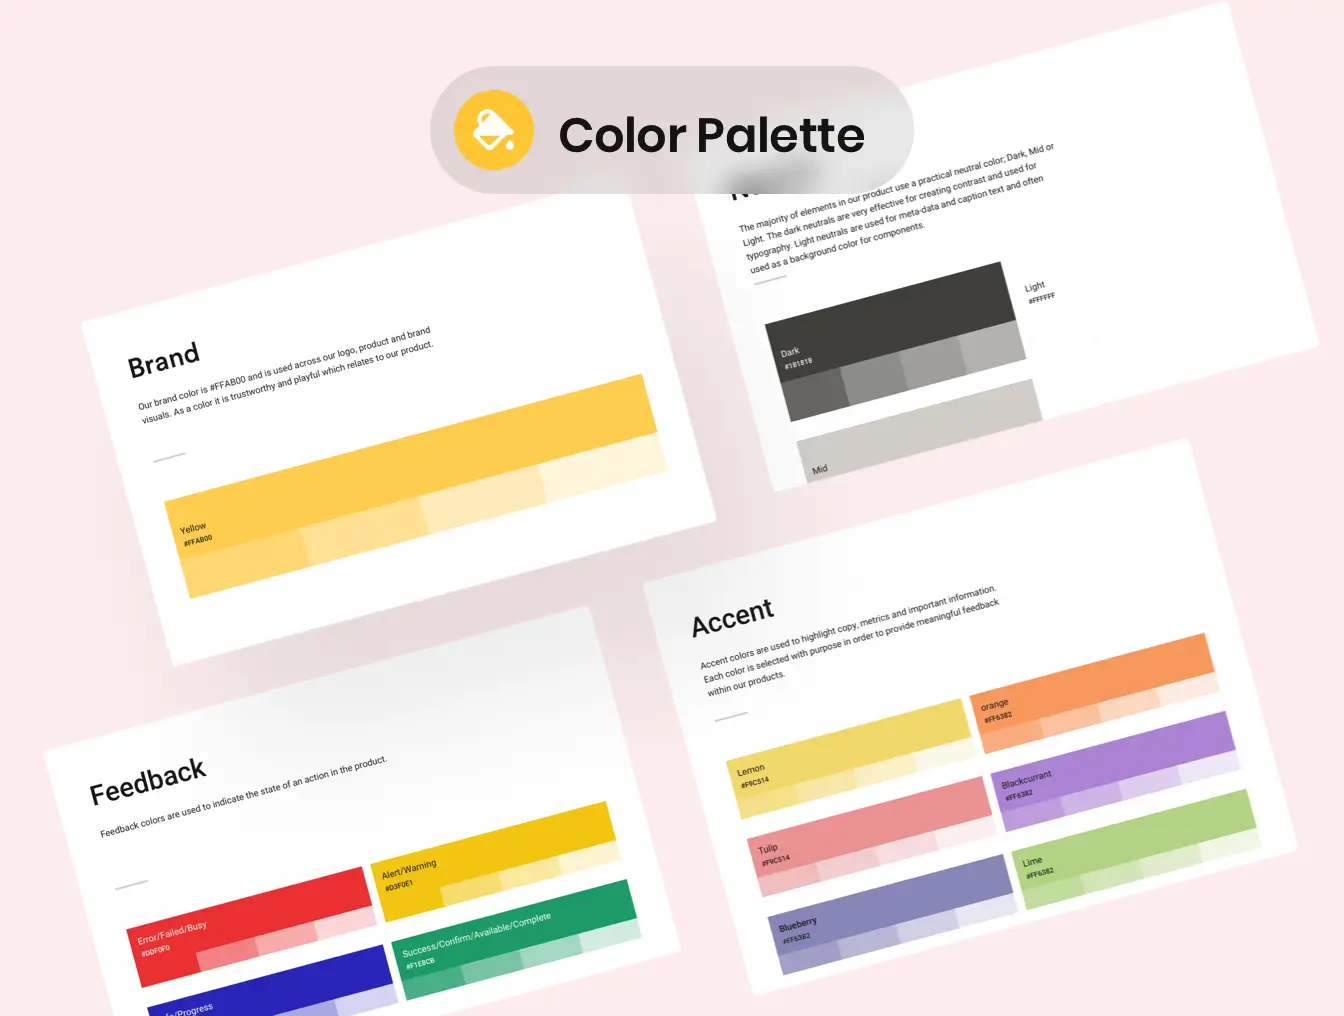 Color Palette
Brand
Our brand color is #FFAB00 and is used across our logo, product and brand
visuals. As a color it is trustworthy and playful which relates to our product.
Yellow
#FFAB00
The majority of elements in our product use a practical neutral color; Dark, Mid or
Light. The dark neutrals are very effective for creating contrast and used for
typography. Light neutrals are used for meta-data and caption text and often
used as a background color for components.
Dark
#181818
Light
#FFFFFF
Mid
Feedback
Feedback colors are used to indicate the state of an action in the product.
Error/Failed/Busy
#DDF0F0
Alert/Warning
#D3F0E1
/Progress
Success/Confirm/Available/Complete
#F1E8CB
Accent
Accent colors are used to highlight copy, metrics and important information.
Each color is selected with purpose in order to provide meaningful feedback
within our products.
Lemon
#F9C514
orange
#FF6382
Tulip
#F9C514
Blackcurrant
#FF6382
Blueberry
#FF6382
Lime
#FF6382